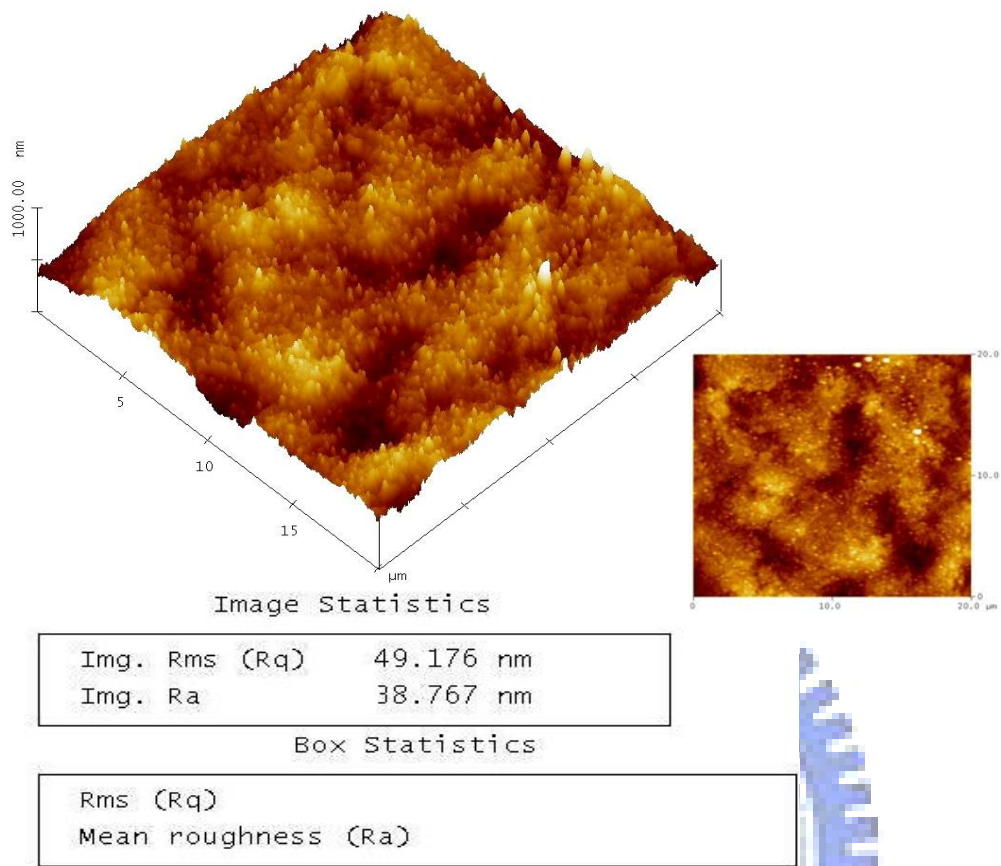 1000.00 nm
5
10
15
µm
20.0
10.0
0
0 10.0 20.0 µm
Image Statistics
Img. Rms (Rq) 49.176 nm
Img. Ra 38.767 nm
Box Statistics
Rms (Rq)
Mean roughness (Ra)